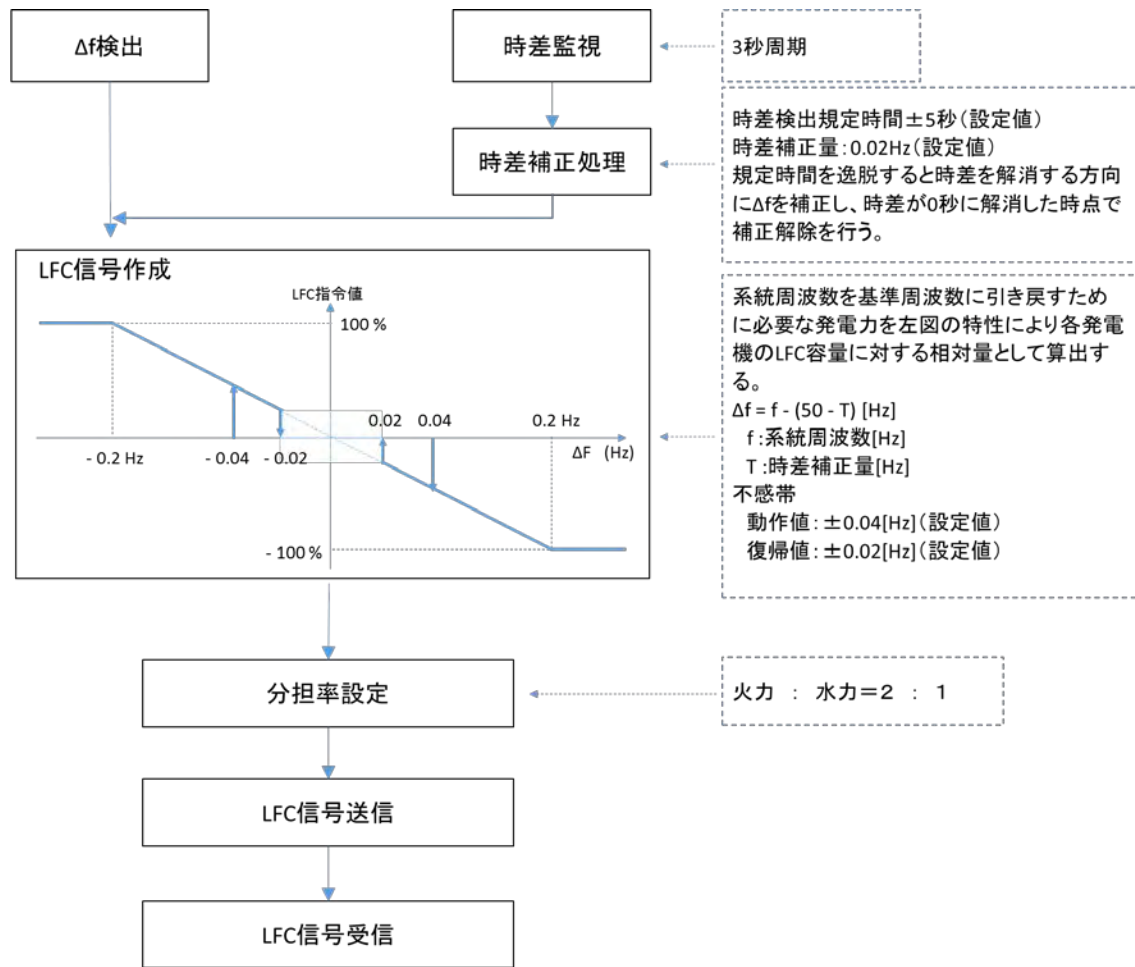 Δf検出
時差監視
3秒周期
時差補正処理
時差検出規定時間±5秒(設定値)
時差補正量:0.02Hz(設定値)
規定時間を逸脱すると時差を解消する方向
にΔfを補正し、時差が0秒に解消した時点で
補正解除を行う。
LFC信号作成
LFC指令値
100 %
0.02
0.04
0.2 Hz
- 0.2 Hz
- 0.04
- 0.02
ΔF (Hz)
- 100 %
系統周波数を基準周波数に引き戻すため
に必要な発電力を左図の特性により各発電
機のLFC容量に対する相対量として算出す
る。
Δf = f - (50 - T) [Hz]
f :系統周波数[Hz]
T :時差補正量[Hz]
不感帯
動作値:±0.04[Hz](設定値)
復帰値:±0.02[Hz](設定値)
分担率設定
火力 : 水力=2 : 1
LFC信号送信
LFC信号受信